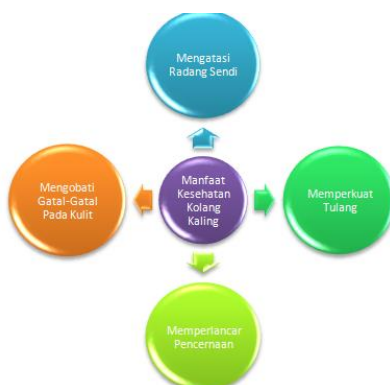 Mengatasi
Radang Sendi
Mengobati
Gatal-Gatal
Pada Kulit
Manfaat
Kesehatan
Kolang
Kaling
Memperkuat
Tulang
Memperlancar
Pencernaan